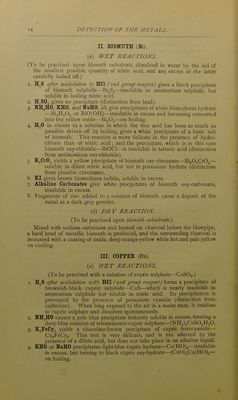 14 DETECTION OF THE METALS.
II. BISMUTH (Bi).
(a) WET REACTIONS.
(To be practised upon bismuth subnitrate, dissolved in water by the aid of
the smallest possible quantity of nitric acid, and any excess of the latter
carefully boiled off.)
1. H₂S after acidulation by HCl (2nd group reagent) gives a black precipitate
of bismuth sulphide—Bi₂S₃—insoluble in ammonium sulphide, but
soluble in boiling nitric acid.
2. H₂SO₄ gives no precipitate (distinction from lead).
3. NH₄HO, KHO, and NaHO, all give precipitates of white bismuthous hydrate
—Bi₂H₂O₄ or BiO(OH)—insoluble in excess and becoming converted
into the yellow oxide—Bi₂O₃—on boiling.
4. H₂O in excess to a solution in which the free acid has been as much as
possible driven off by boiling, gives a white precipitate of a basic salt
of bismuth. This reaction is more delicate in the presence of hydro-
chloric than of nitric acid; and the precipitate, which is in this case
bismuth oxy-chloride—BiOCl—is insoluble in tartaric acid (distinction
from antimonious oxy-chloride).
5. K₂CrO₄ yields a yellow precipitate of bismuth oxy-chromate—Bi₂O₂CrO₄—
soluble in dilute nitric acid, but not in potassium hydrate (distinction
from plumbic chromate).
6. KI gives brown bismuthous iodide, soluble in excess.
7. Alkaline Carbonates give white precipitates of bismuth oxy-carbonate,
insoluble in excess.
8. Fragments of zinc added to a solution of bismuth cause a deposit of the
metal as a dark grey powder.
(b) DRY REACTION.
(To be practised upon bismuth subnitrate.)
Mixed with sodium carbonate and heated on charcoal before the blowpipe,
a hard bead of metallic bismuth is produced, and the surrounding charcoal is
incrusted with a coating of oxide, deep orange-yellow while hot and pale yellow
on cooling.
III. COPPER (Cu).
(a) WET REACTIONS.
(To be practised with a solution of cupric sulphate—CuSO₄.)
1. H₂S after acidulation with HCl (2nd group reagent) forms a precipitate of
brownish-black cupric sulphide—CuS—which is nearly insoluble in
ammonium sulphide but soluble in nitric acid. Its precipitation is
prevented by the presence of potassium cyanide (distinction from
cadmium). When long exposed to the air in a moist state, it oxidises
to cupric sulphate and dissolves spontaneously.
2. NH₄HO causes a pale blue precipitate instantly soluble in excess, forming a
deep blue solution of tetrammonio-cupric sulphate—(NH₃)₄CuSO₄H₂O.
3. K₄FeCy₆ yields a chocolate-brown precipitate of cupric ferrocyanide—
Cu₂FeCy₆. This test is very delicate, and is not affected by the
presence of a dilute acid, but does not take place in an alkaline liquid.
4. KHO or NaHO precipitates light-blue cupric hydrate—Cu(HO)₂—insoluble
in excess, but turning to black cupric oxy-hydrate—(CuO)₂Cu(HO)₂—
on boiling.